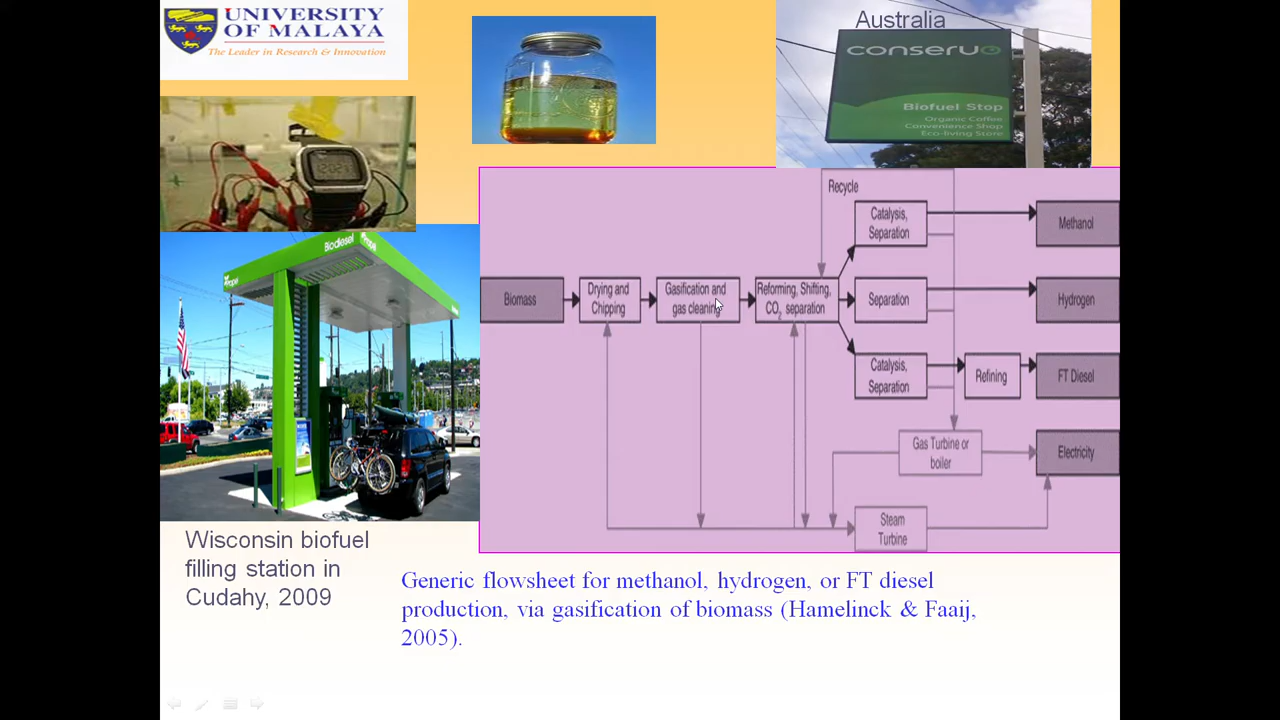 UNIVERSITY
OF MALAYA
The Leader in Research & Innovation
Australia
conservo
Biofuel Stop
Organic Coffee
Convenience Shop
Eco-living Store
Biodiesel
Recycle
Catalysis,
Separation
Methanol
Biomass
Drying and
Chipping
Gasification and
gas cleaning
Reforming, Shifting,
CO2 separation
Separation
Hydrogen
Catalysis,
Separation
Refining
FT Diesel
Gas Turbine or
boiler
Electricity
Steam
Turbine
Wisconsin biofuel
filling station in
Cudahy, 2009
Generic flowsheet for methanol, hydrogen, or FT diesel
production, via gasification of biomass (Hamelinck & Faaij,
2005).